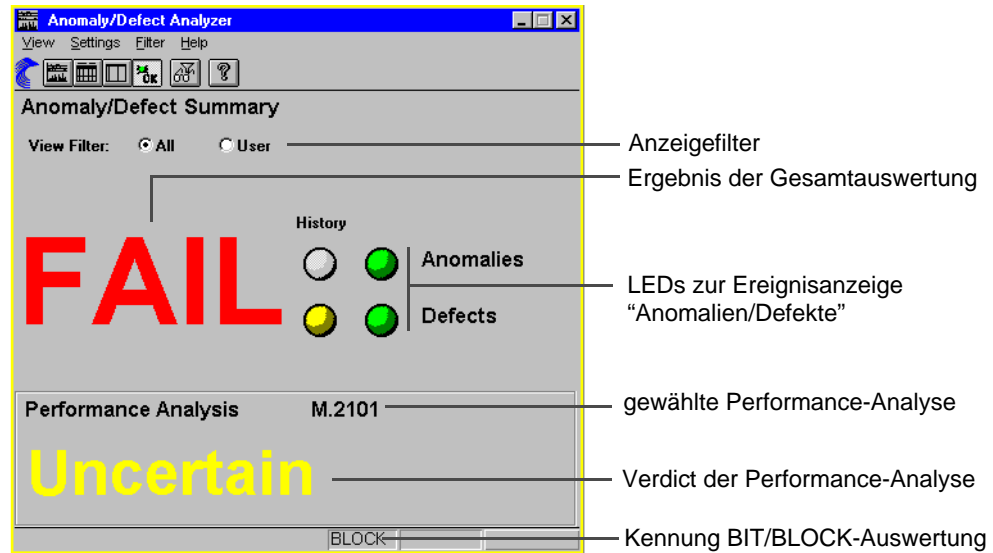 Anomaly/Defect Analyzer
View Settings Filter Help
OK ?
Anomaly/Defect Summary
View Filter: All User
Anzeigefilter
Ergebnis der Gesamtauswertung
FAIL
History
Anomalies
Defects
LEDs zur Ereignisanzeige
“Anomalien/Defekte”
Performance Analysis M.2101
gewählte Performance-Analyse
Uncertain
Verdict der Performance-Analyse
BLOCK
Kennung BIT/BLOCK-Auswertung